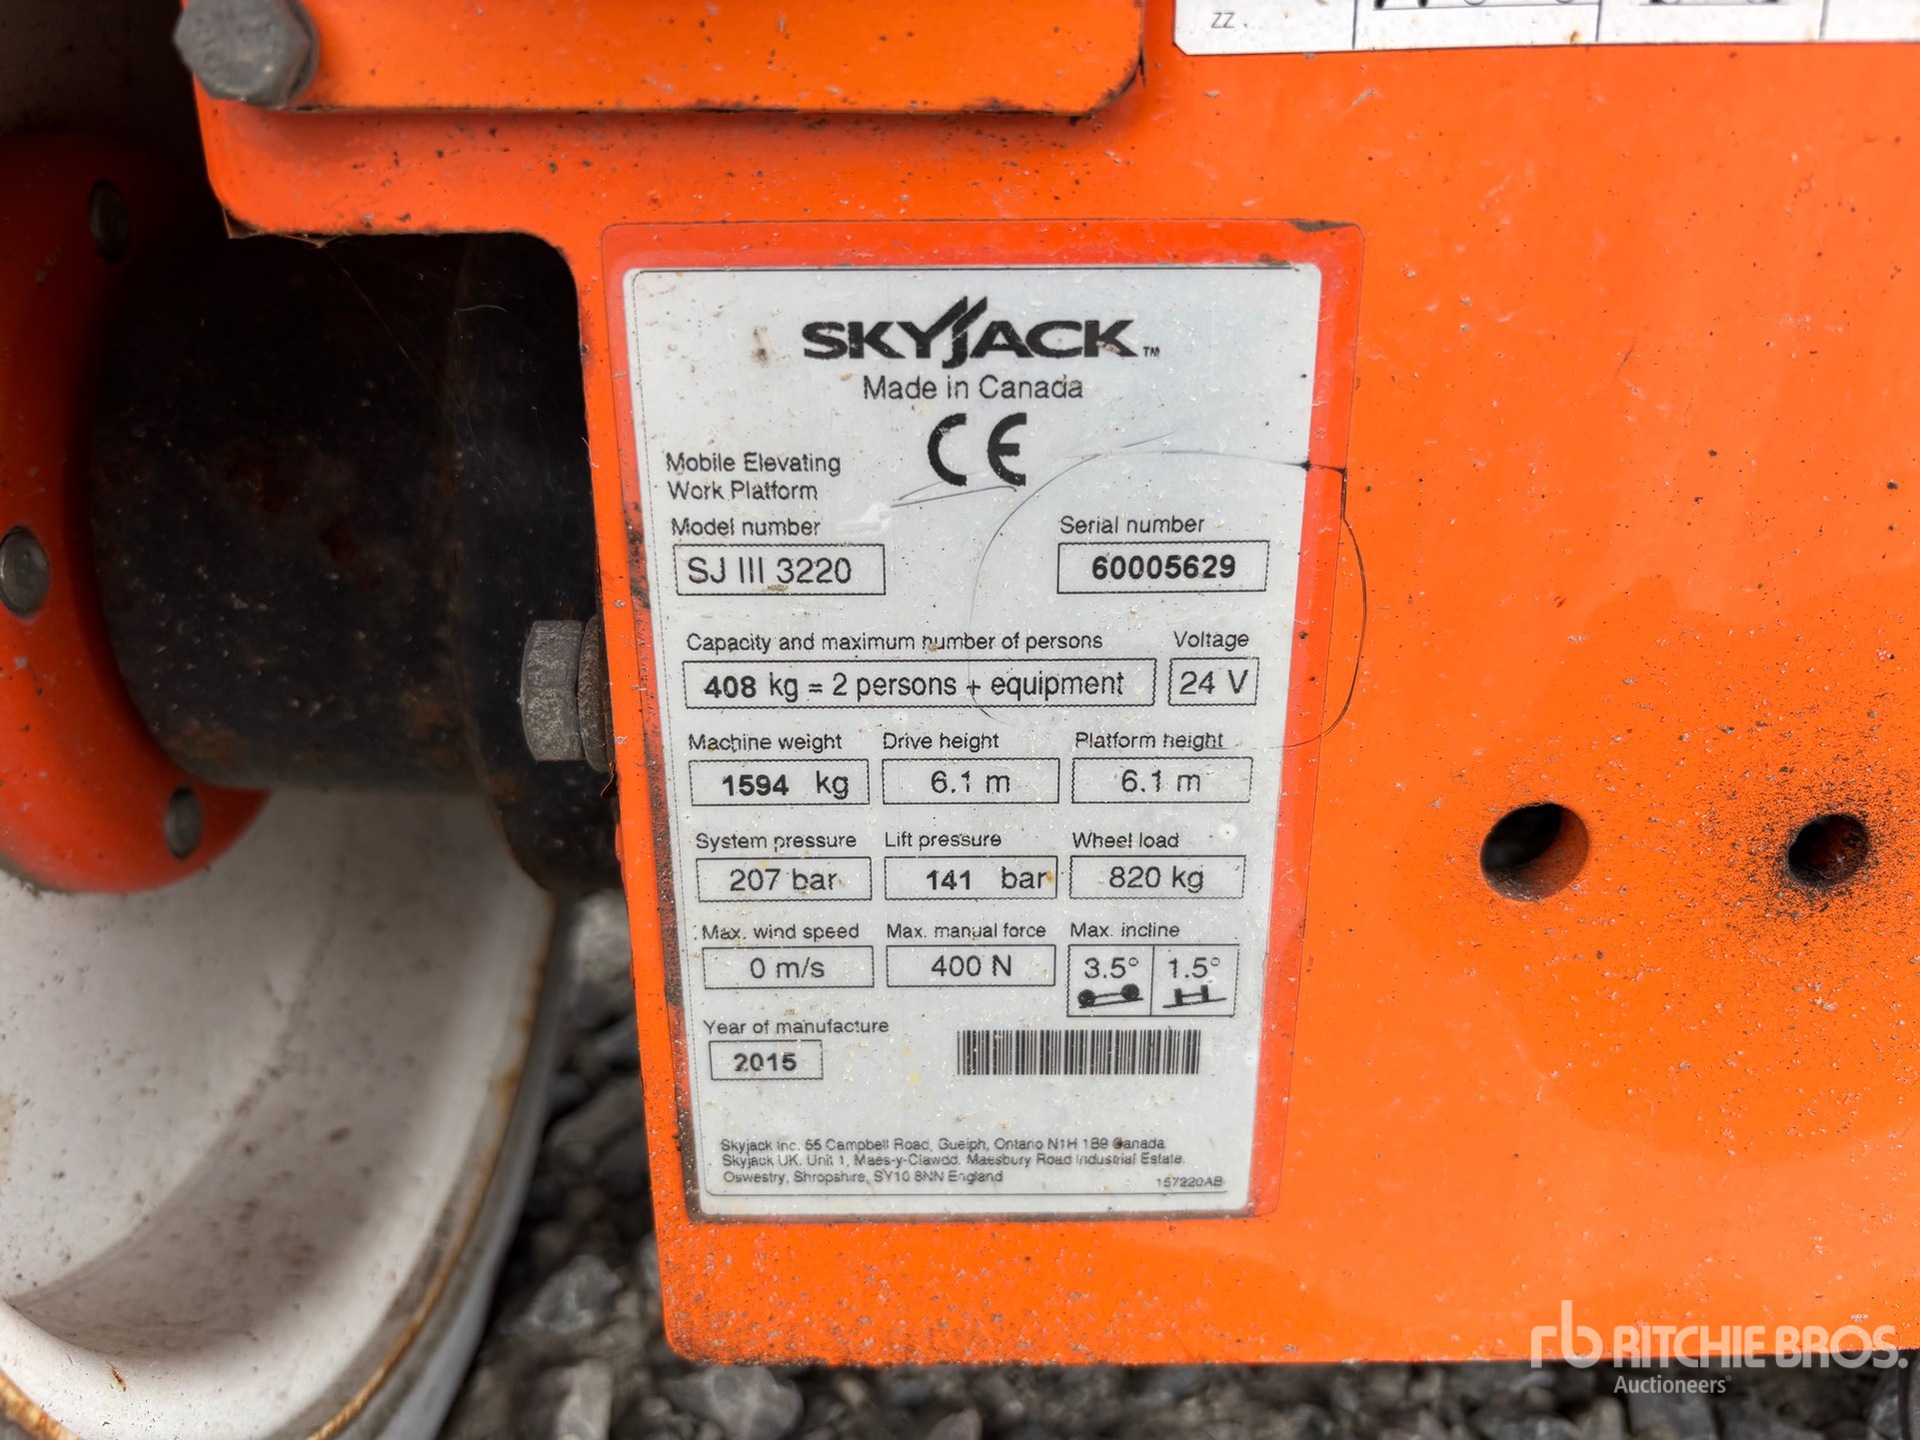 ZZ.
SKYJACK™
Made in Canada
CE
Mobile Elevating
Work Platform
Model number Serial number
SJ III 3220 60005629
Capacity and maximum number of persons Voltage
408 kg = 2 persons + equipment 24 V
Machine weight Drive height Platform height
1594 kg 6.1 m 6.1 m
System pressure Lift pressure Wheel load
207 bar 141 bar 820 kg
Max. wind speed Max. manual force Max. incline
0 m/s 400 N 3.5° 1.5°
Year of manufacture
2015
Skyjack Inc. 55 Campbell Road, Guelph, Ontario N1H 1B9 Canada
Skyjack UK. Unit 1, Maes-y-Clawdd. Maesbury Road Industrial Estate.
Oswestry, Shropshire, SY10 8NN England
157220AB
rb RITCHIE BROS.
Auctioneers